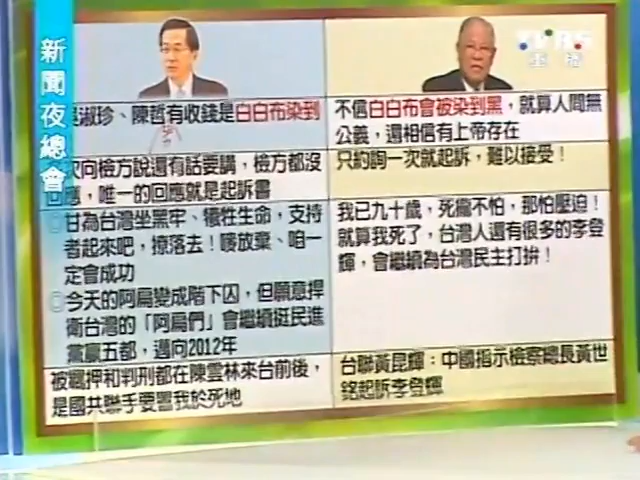 新聞夜總會
TVBS
生活
吳淑珍、陳哲有收錢是白白布染到
不信白白布會被染到黑，就算人間無
公義，還相信有上帝存在
次向檢方說還有話要講，檢方都沒
回應，唯一的回應就是起訴書
只約詢一次就起訴，難以接受！
甘為台灣坐黑牢、犧牲生命，支持
者起來吧，撩落去！嘜放棄、咱一
定會成功
今天的阿扁變成階下囚，但願意捍
衛台灣的「阿扁們」會繼續挺民進
黨贏五都，邁向2012年
我已九十歲，死攏不怕，那怕壓迫！
就算我死了，台灣人還有很多的李登
輝，會繼續為台灣民主打拚！
被羈押和判刑都在陳雲林來台前後，
是國共聯手要置我於死地
台聯黃昆輝：中國指示檢察總長黃世
銘起訴李登輝